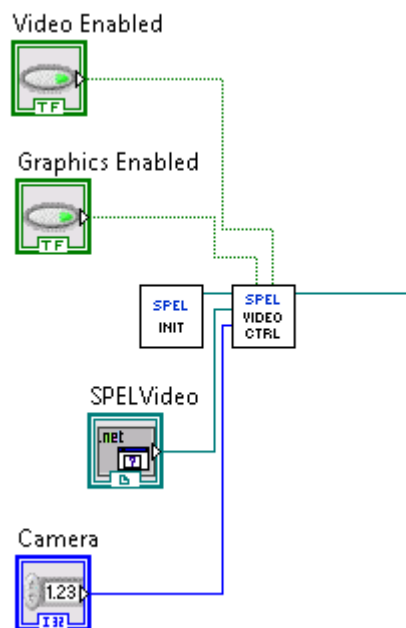 Video Enabled
TF
Graphics Enabled
TF
SPEL
INIT
SPEL
VIDEO
CTRL
SPELVideo
.net
?
Camera
1.23
I32